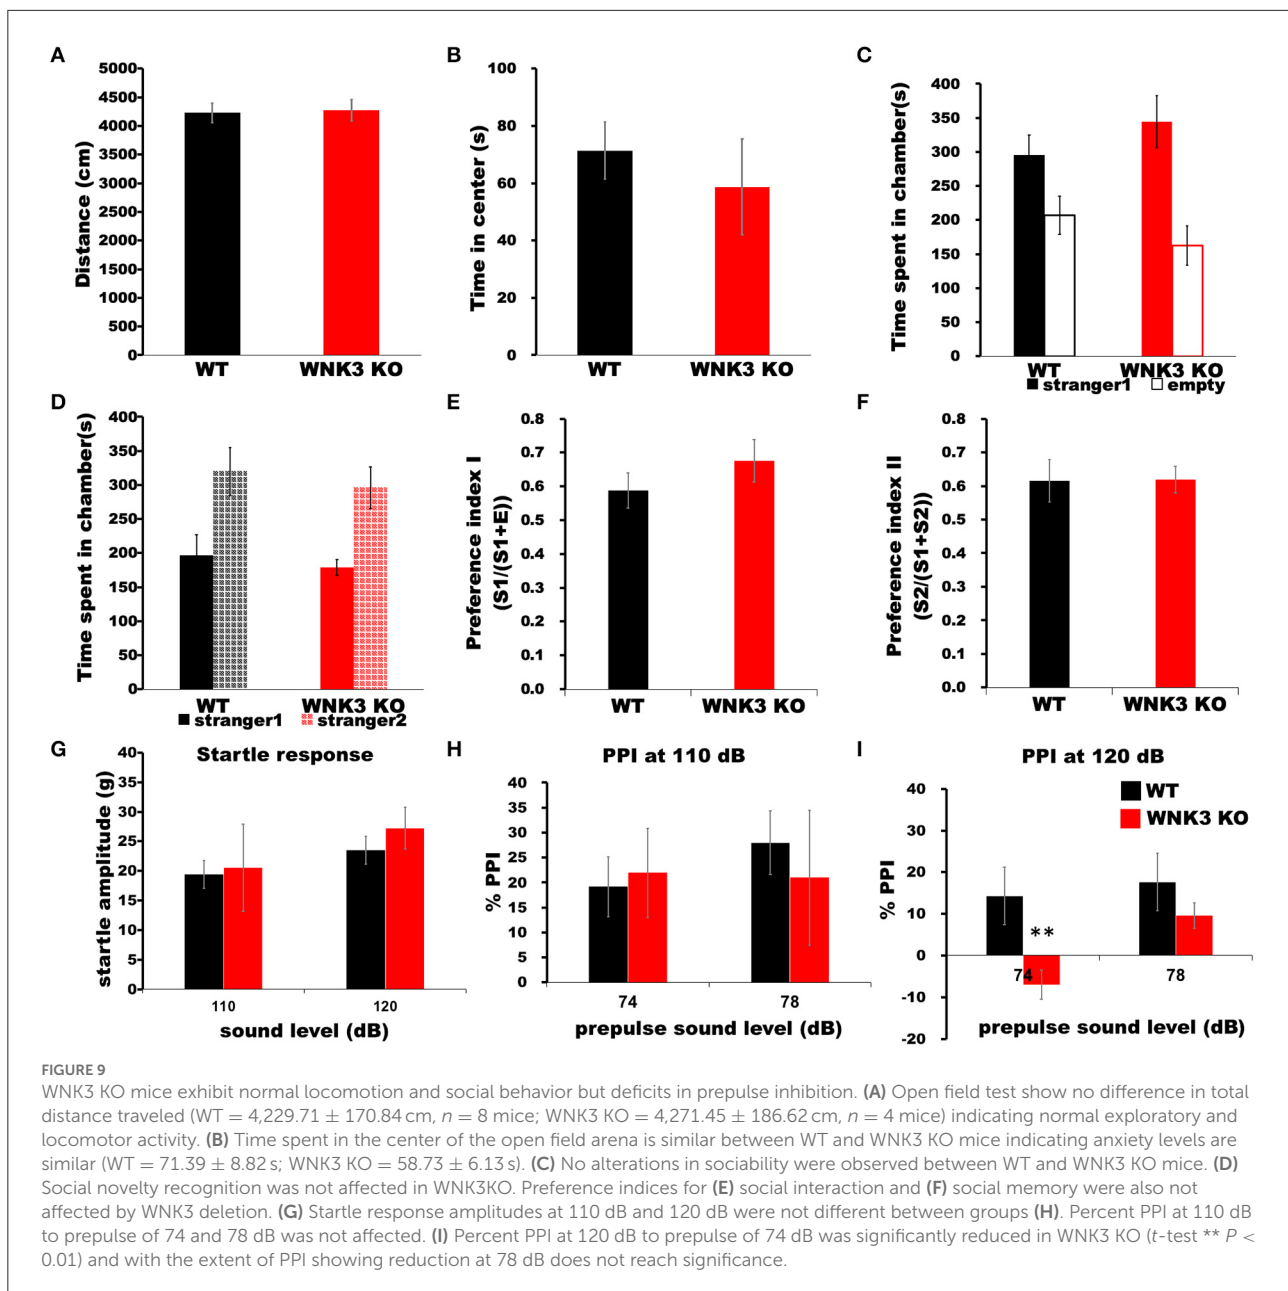 A
5000
4500
4000
3500
3000
2500
2000
1500
1000
500
0
Distance (cm)
WT
WNK3 KO
B
100
80
60
40
20
0
Time in center (s)
WT
WNK3 KO
C
400
350
300
250
200
150
100
50
0
Time spent in chamber(s)
WT
WNK3 KO
stranger1
empty
D
400
350
300
250
200
150
100
50
0
Time spent in chamber(s)
WT
WNK3 KO
stranger1
stranger2
E
0.8
0.7
0.6
0.5
0.4
0.3
0.2
0.1
0.0
Preference index I
(S1/(S1+E))
WT
WNK3 KO
F
0.8
0.7
0.6
0.5
0.4
0.3
0.2
0.1
0.0
Preference index II
(S2/(S1+S2))
WT
WNK3 KO
G
Startle response
40
35
30
25
20
15
10
5
0
startle amplitude (g)
110
120
sound level (dB)
H
PPI at 110 dB
40
35
30
25
20
15
10
5
0
% PPI
74
78
prepulse sound level (dB)
I
PPI at 120 dB
WT
WNK3 KO
40
30
20
10
0
-10
-20
% PPI
**
74
78
prepulse sound level (dB)
FIGURE 9
WNK3 KO mice exhibit normal locomotion and social behavior but deficits in prepulse inhibition. (A) Open field test show no difference in total
distance traveled (WT = 4,229.71 ± 170.84 cm, n = 8 mice; WNK3 KO = 4,271.45 ± 186.62 cm, n = 4 mice) indicating normal exploratory and
locomotor activity. (B) Time spent in the center of the open field arena is similar between WT and WNK3 KO mice indicating anxiety levels are
similar (WT = 71.39 ± 8.82 s; WNK3 KO = 58.73 ± 6.13 s). (C) No alterations in sociability were observed between WT and WNK3 KO mice. (D)
Social novelty recognition was not affected in WNK3KO. Preference indices for (E) social interaction and (F) social memory were also not
affected by WNK3 deletion. (G) Startle response amplitudes at 110 dB and 120 dB were not different between groups (H). Percent PPI at 110 dB
to prepulse of 74 and 78 dB was not affected. (I) Percent PPI at 120 dB to prepulse of 74 dB was significantly reduced in WNK3 KO (t-test ** P <
0.01) and with the extent of PPI showing reduction at 78 dB does not reach significance.